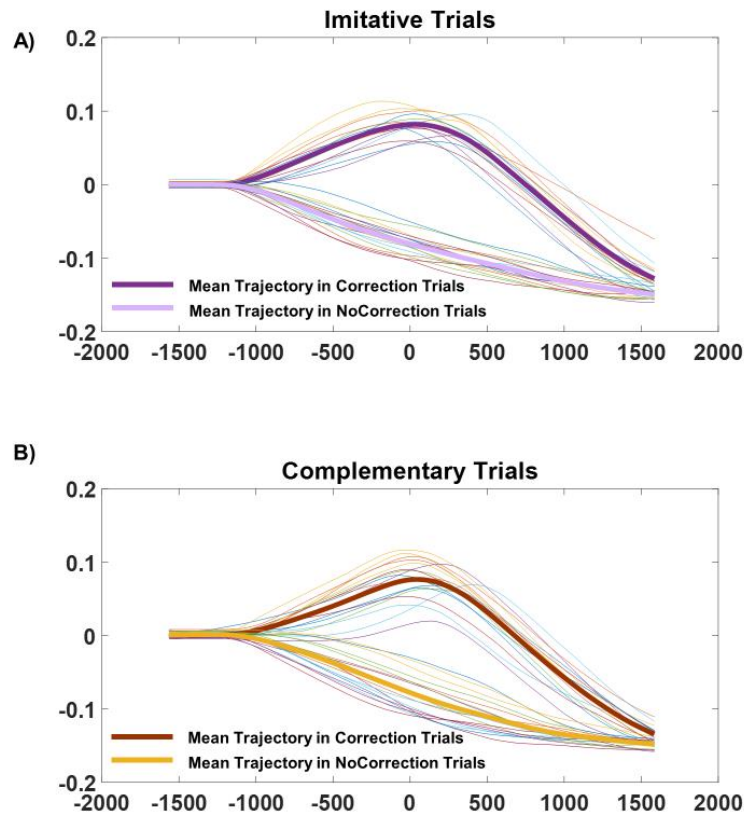 Imitative Trials
A)
0.2
0.1
0
-0.1
-0.2
Mean Trajectory in Correction Trials
Mean Trajectory in NoCorrection Trials
-2000 -1500 -1000 -500 0 500 1000 1500 2000
B)
Complementary Trials
0.2
0.1
0
-0.1
-0.2
Mean Trajectory in Correction Trials
Mean Trajectory in NoCorrection Trials
-2000 -1500 -1000 -500 0 500 1000 1500 2000